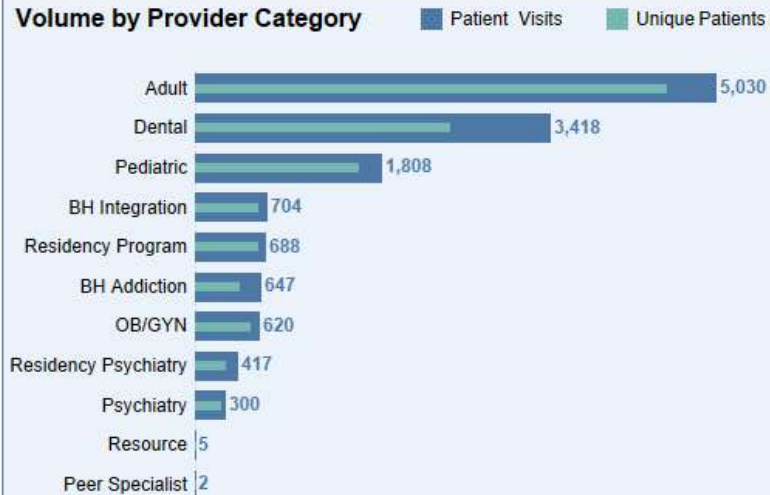 Volume by Provider Category Patient Visits Unique Patients
Adult 5,030
Dental 3,418
Pediatric 1,808
BH Integration 704
Residency Program 688
BH Addiction 647
OB/GYN 620
Residency Psychiatry 417
Psychiatry 300
Resource 5
Peer Specialist 2